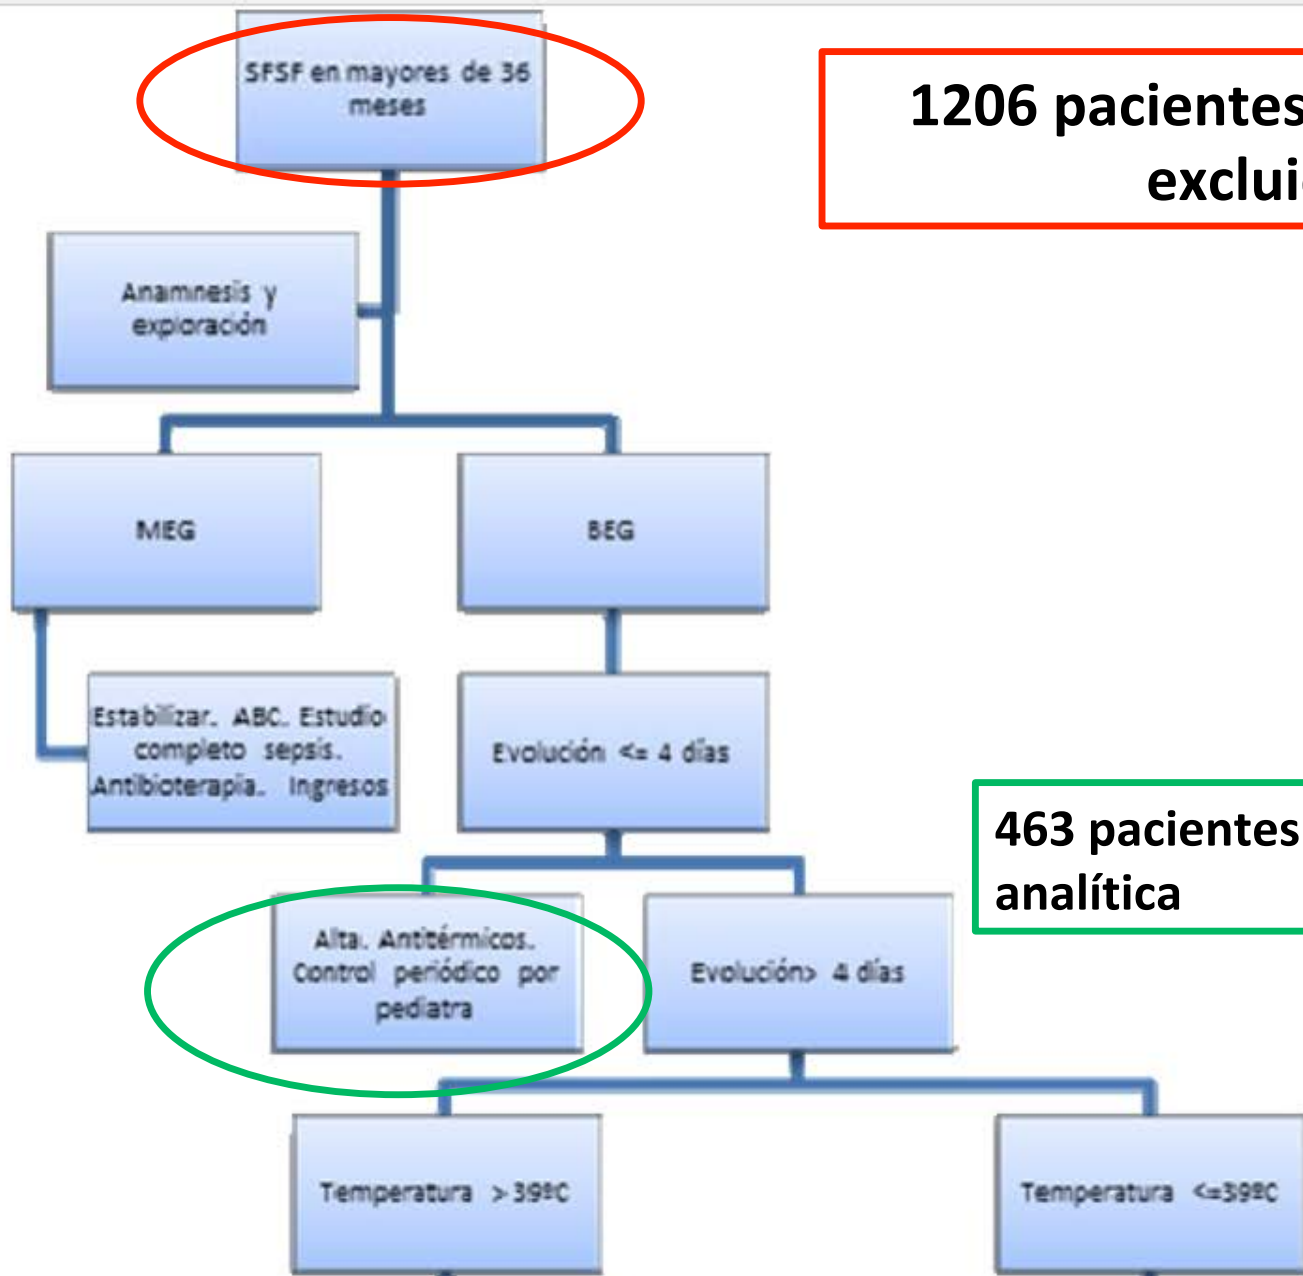 SFSF en mayores de 36
meses
1206 pacientes
Anamnesis y
exploración
MEG
BEG
Estabilizar. ABC. Estudio
completo sepsis.
Antibioterapia. Ingresos
Evolución <= 4 días
463 pacientes
analítica
Alta. Antitérmicos.
Control periódico por
pediatra
Evolución> 4 días
Temperatura >39ºC
Temperatura <=39ºC